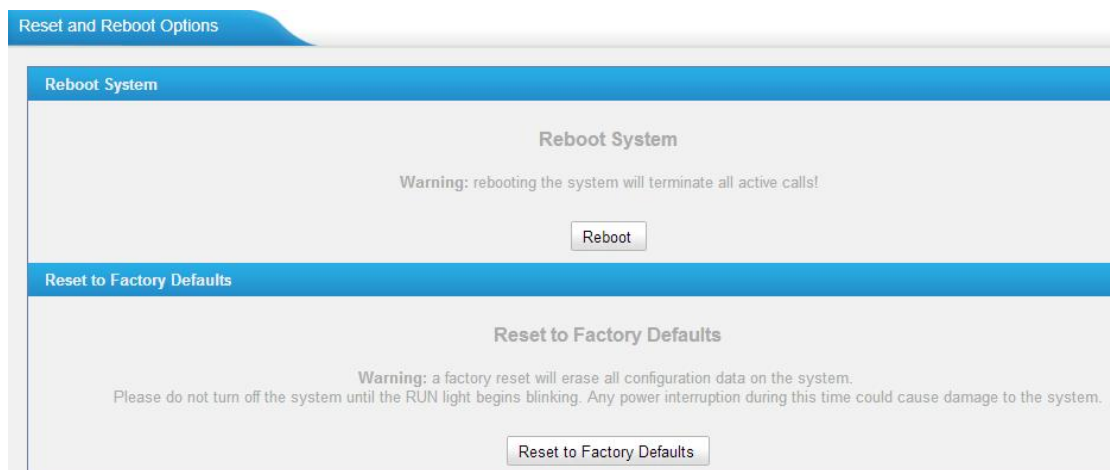 Reset and Reboot Options
Reboot System
Reboot System
Warning: rebooting the system will terminate all active calls!
Reboot
Reset to Factory Defaults
Reset to Factory Defaults
Warning: a factory reset will erase all configuration data on the system.
Please do not turn off the system until the RUN light begins blinking. Any power interruption during this time could cause damage to the system.
Reset to Factory Defaults